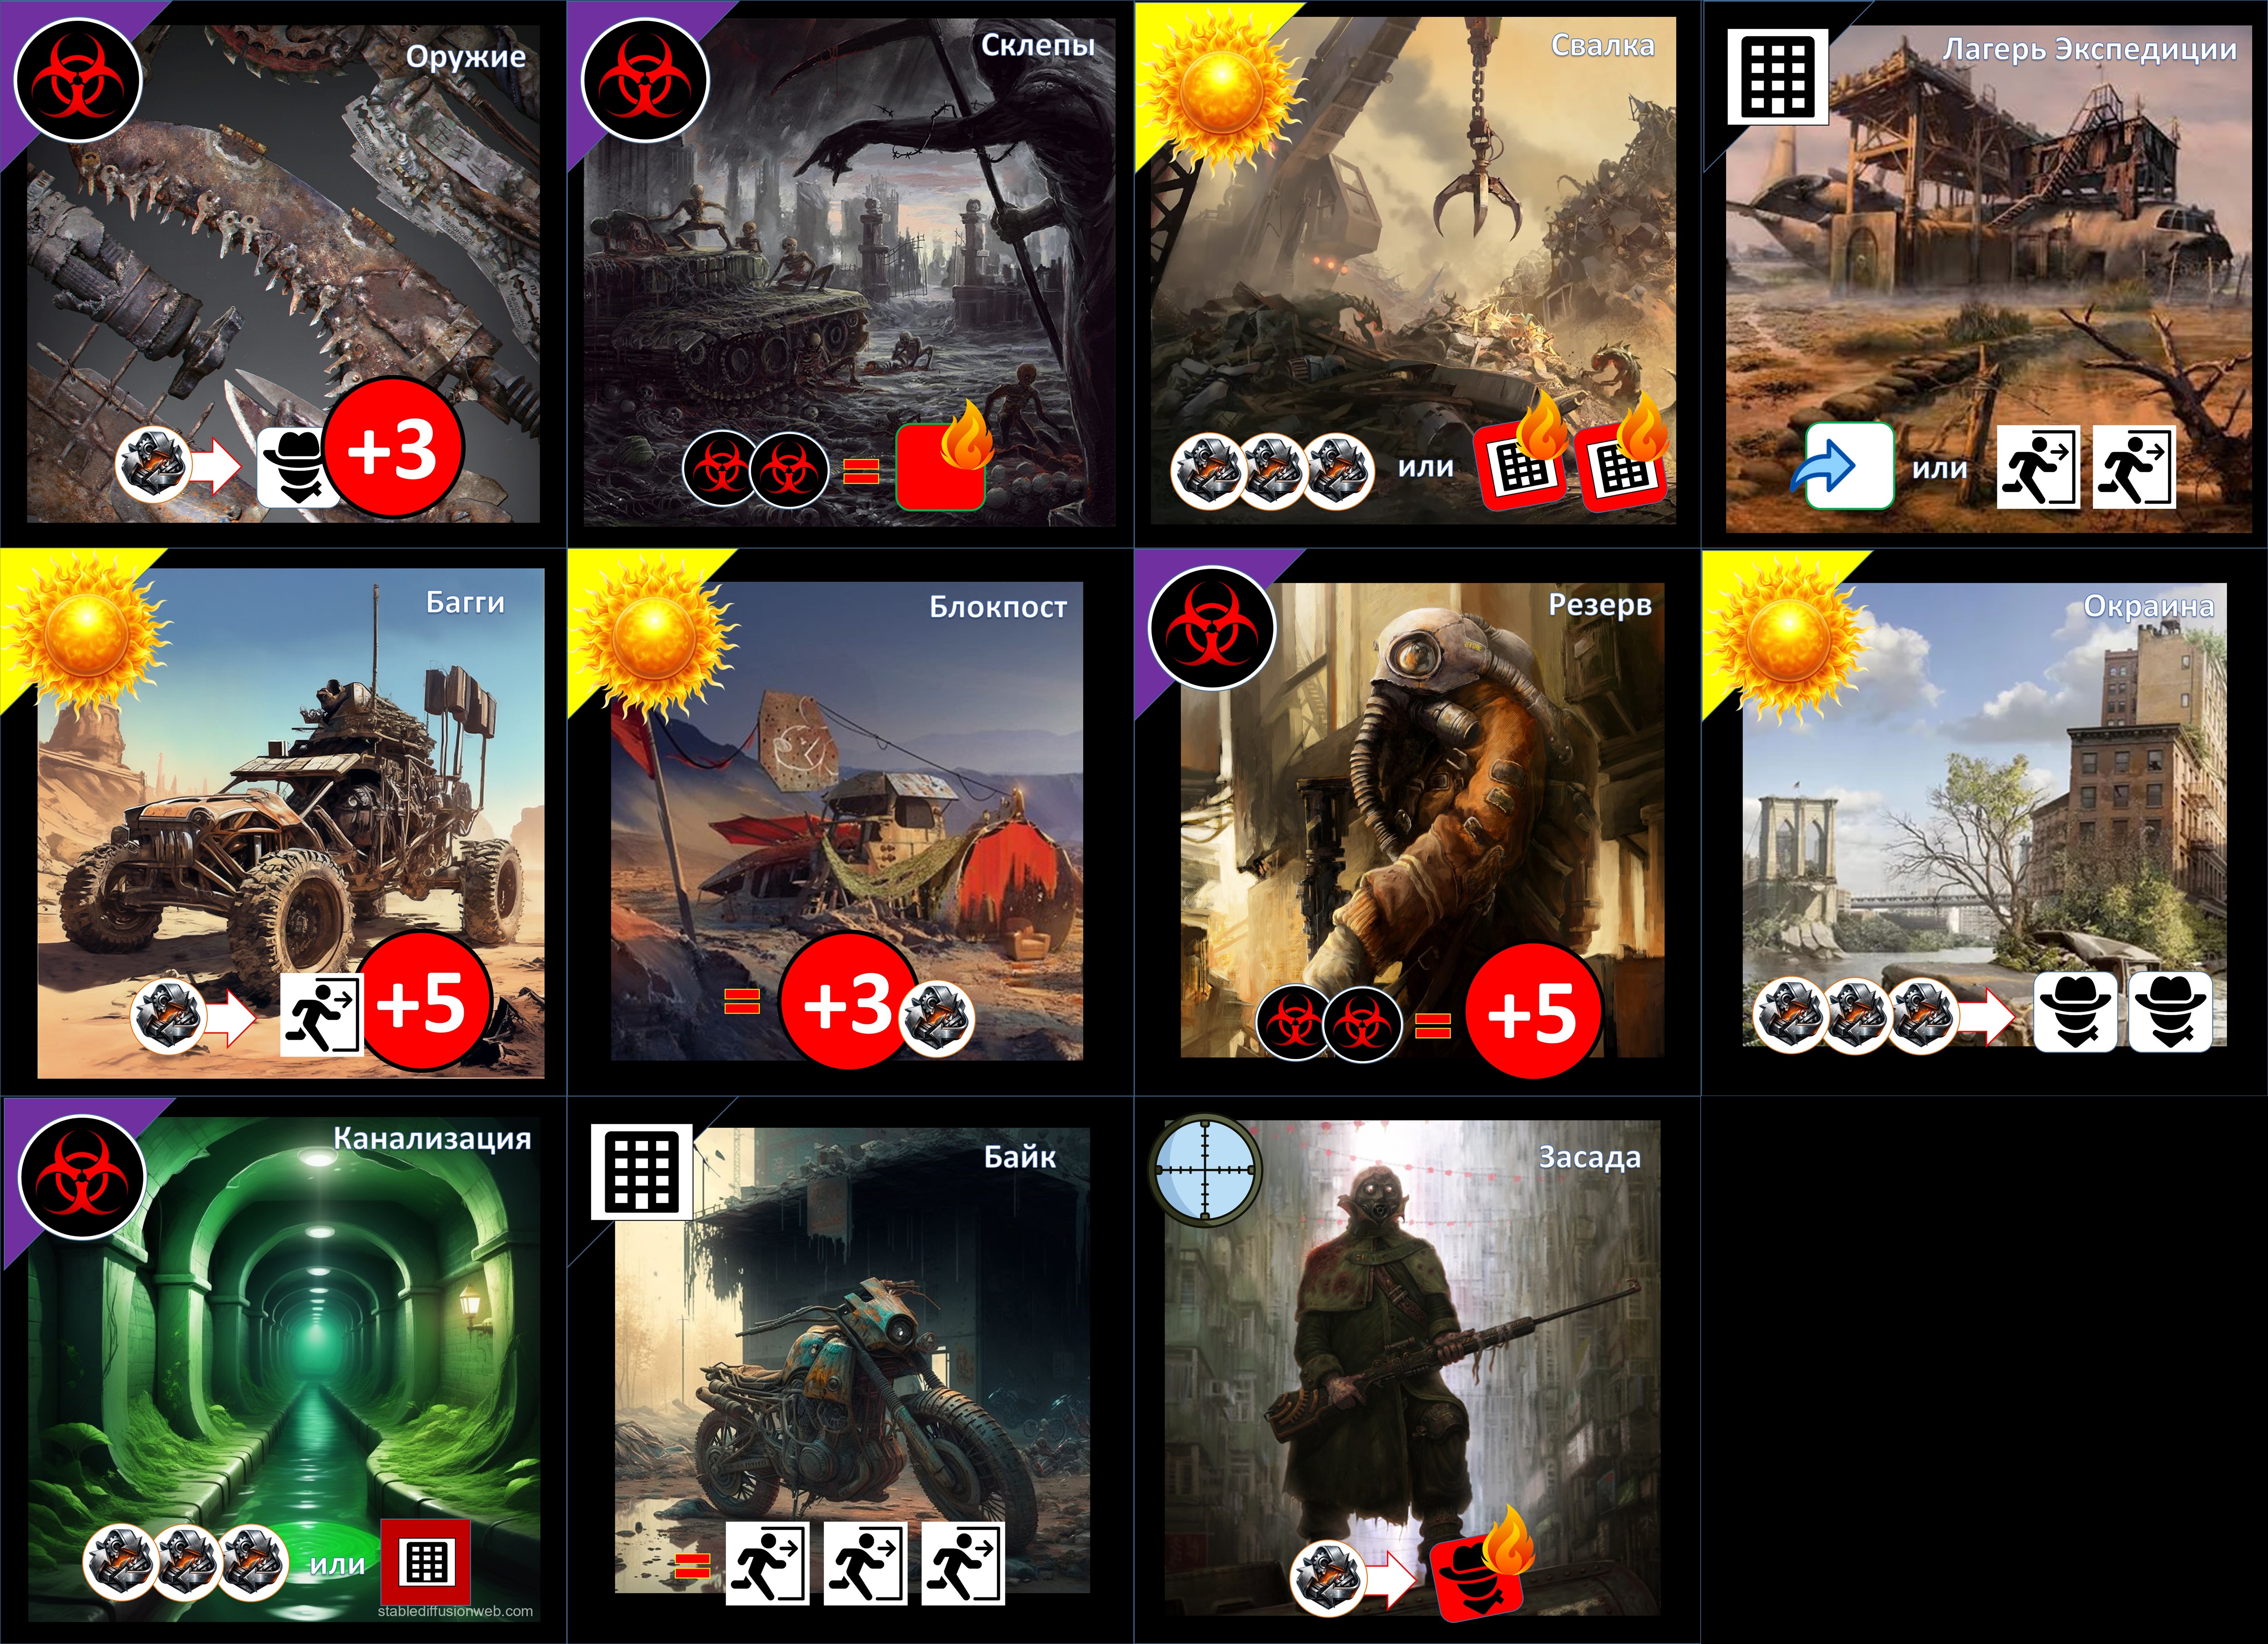 Оружие
+3
Склепы
Свалка
или
Лагерь Экспедиции
или
Багги
+5
Блокпост
+3
Резерв
+5
Окраина
Канализация
или
stablediffusionweb.com
Байк
Засада